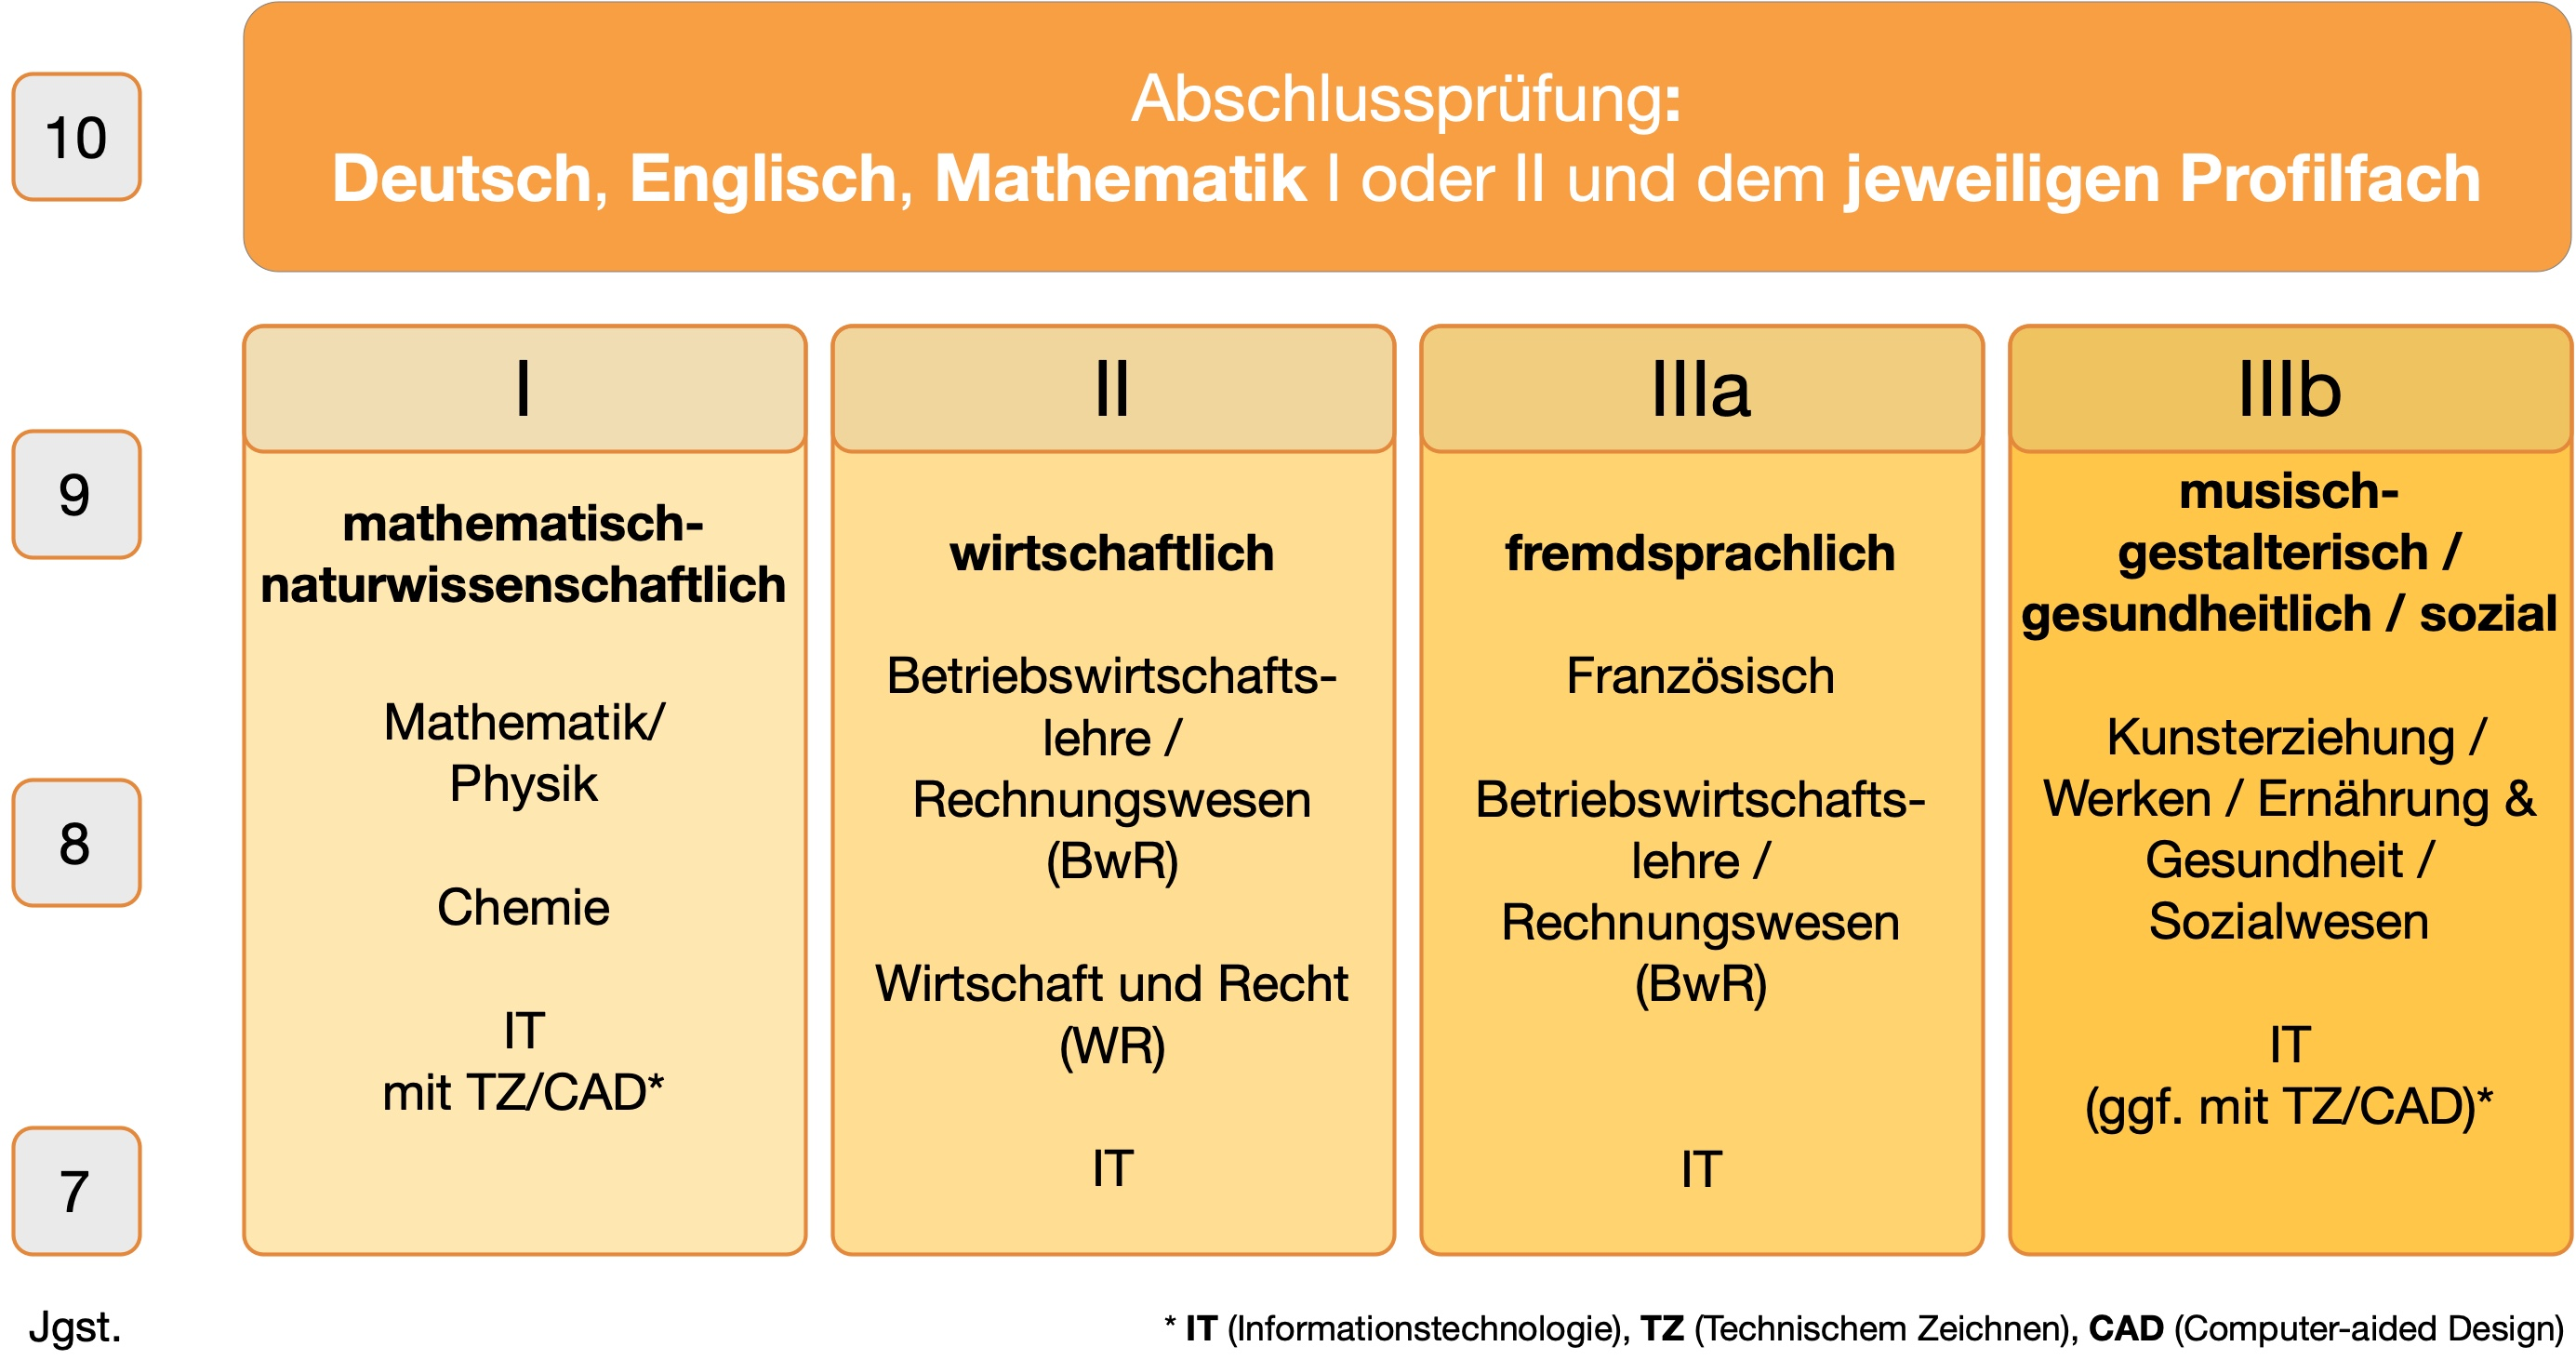 10
Abschlussprüfung:
Deutsch, Englisch, Mathematik I oder II und dem jeweiligen Profilfach
9
8
7
Jgst.
I
mathematisch-
naturwissenschaftlich
Mathematik/
Physik
Chemie
IT
mit TZ/CAD*
II
wirtschaftlich
Betriebswirtschafts-
lehre /
Rechnungswesen
(BwR)
Wirtschaft und Recht
(WR)
IT
IIIa
fremdsprachlich
Französisch
Betriebswirtschafts-
lehre /
Rechnungswesen
(BwR)
IT
IIIb
musisch-
gestalterisch /
gesundheitlich / sozial
Kunsterziehung /
Werken / Ernährung &
Gesundheit /
Sozialwesen
IT
(ggf. mit TZ/CAD)*
* IT (Informationstechnologie), TZ (Technischem Zeichnen), CAD (Computer-aided Design)